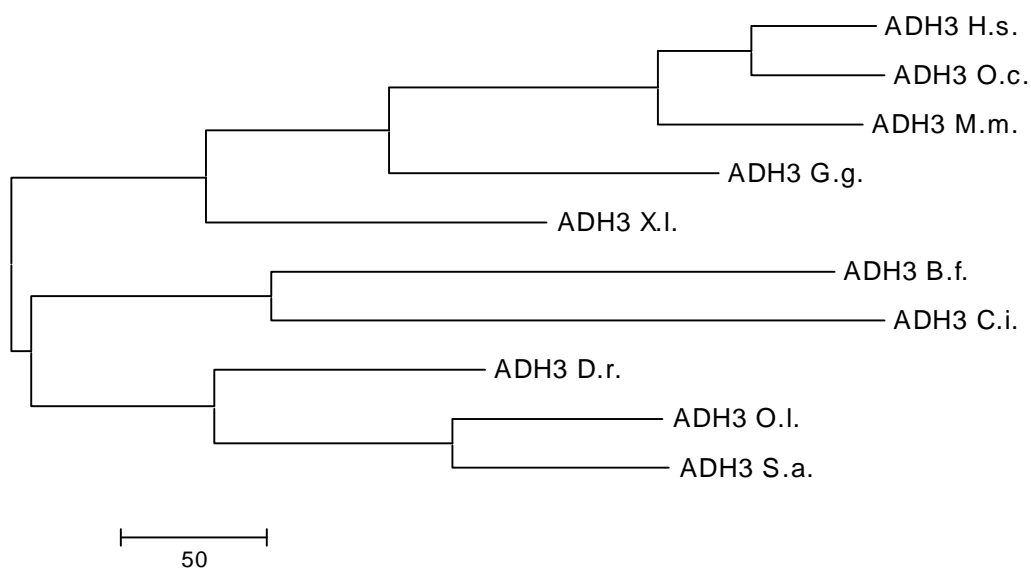 ADH3 H.s.
ADH3 O.c.
ADH3 M.m.
ADH3 G.g.
ADH3 X.l.
ADH3 B.f.
ADH3 C.i.
ADH3 D.r.
ADH3 O.l.
ADH3 S.a.
50